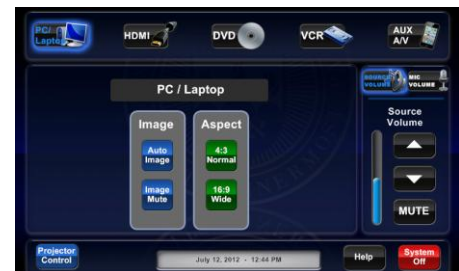 PC/
Laptop
HDMI
DVD
VCR
AUX
A/V
PC / Laptop
Image
Aspect
Auto
Image
4:3
Normal
Image
Mute
16:9
Wide
SOURCE
VOLUME
MIC
VOLUME
Source
Volume
MUTE
Projector
Control
July 12, 2012 - 12:44 PM
Help
System
Off